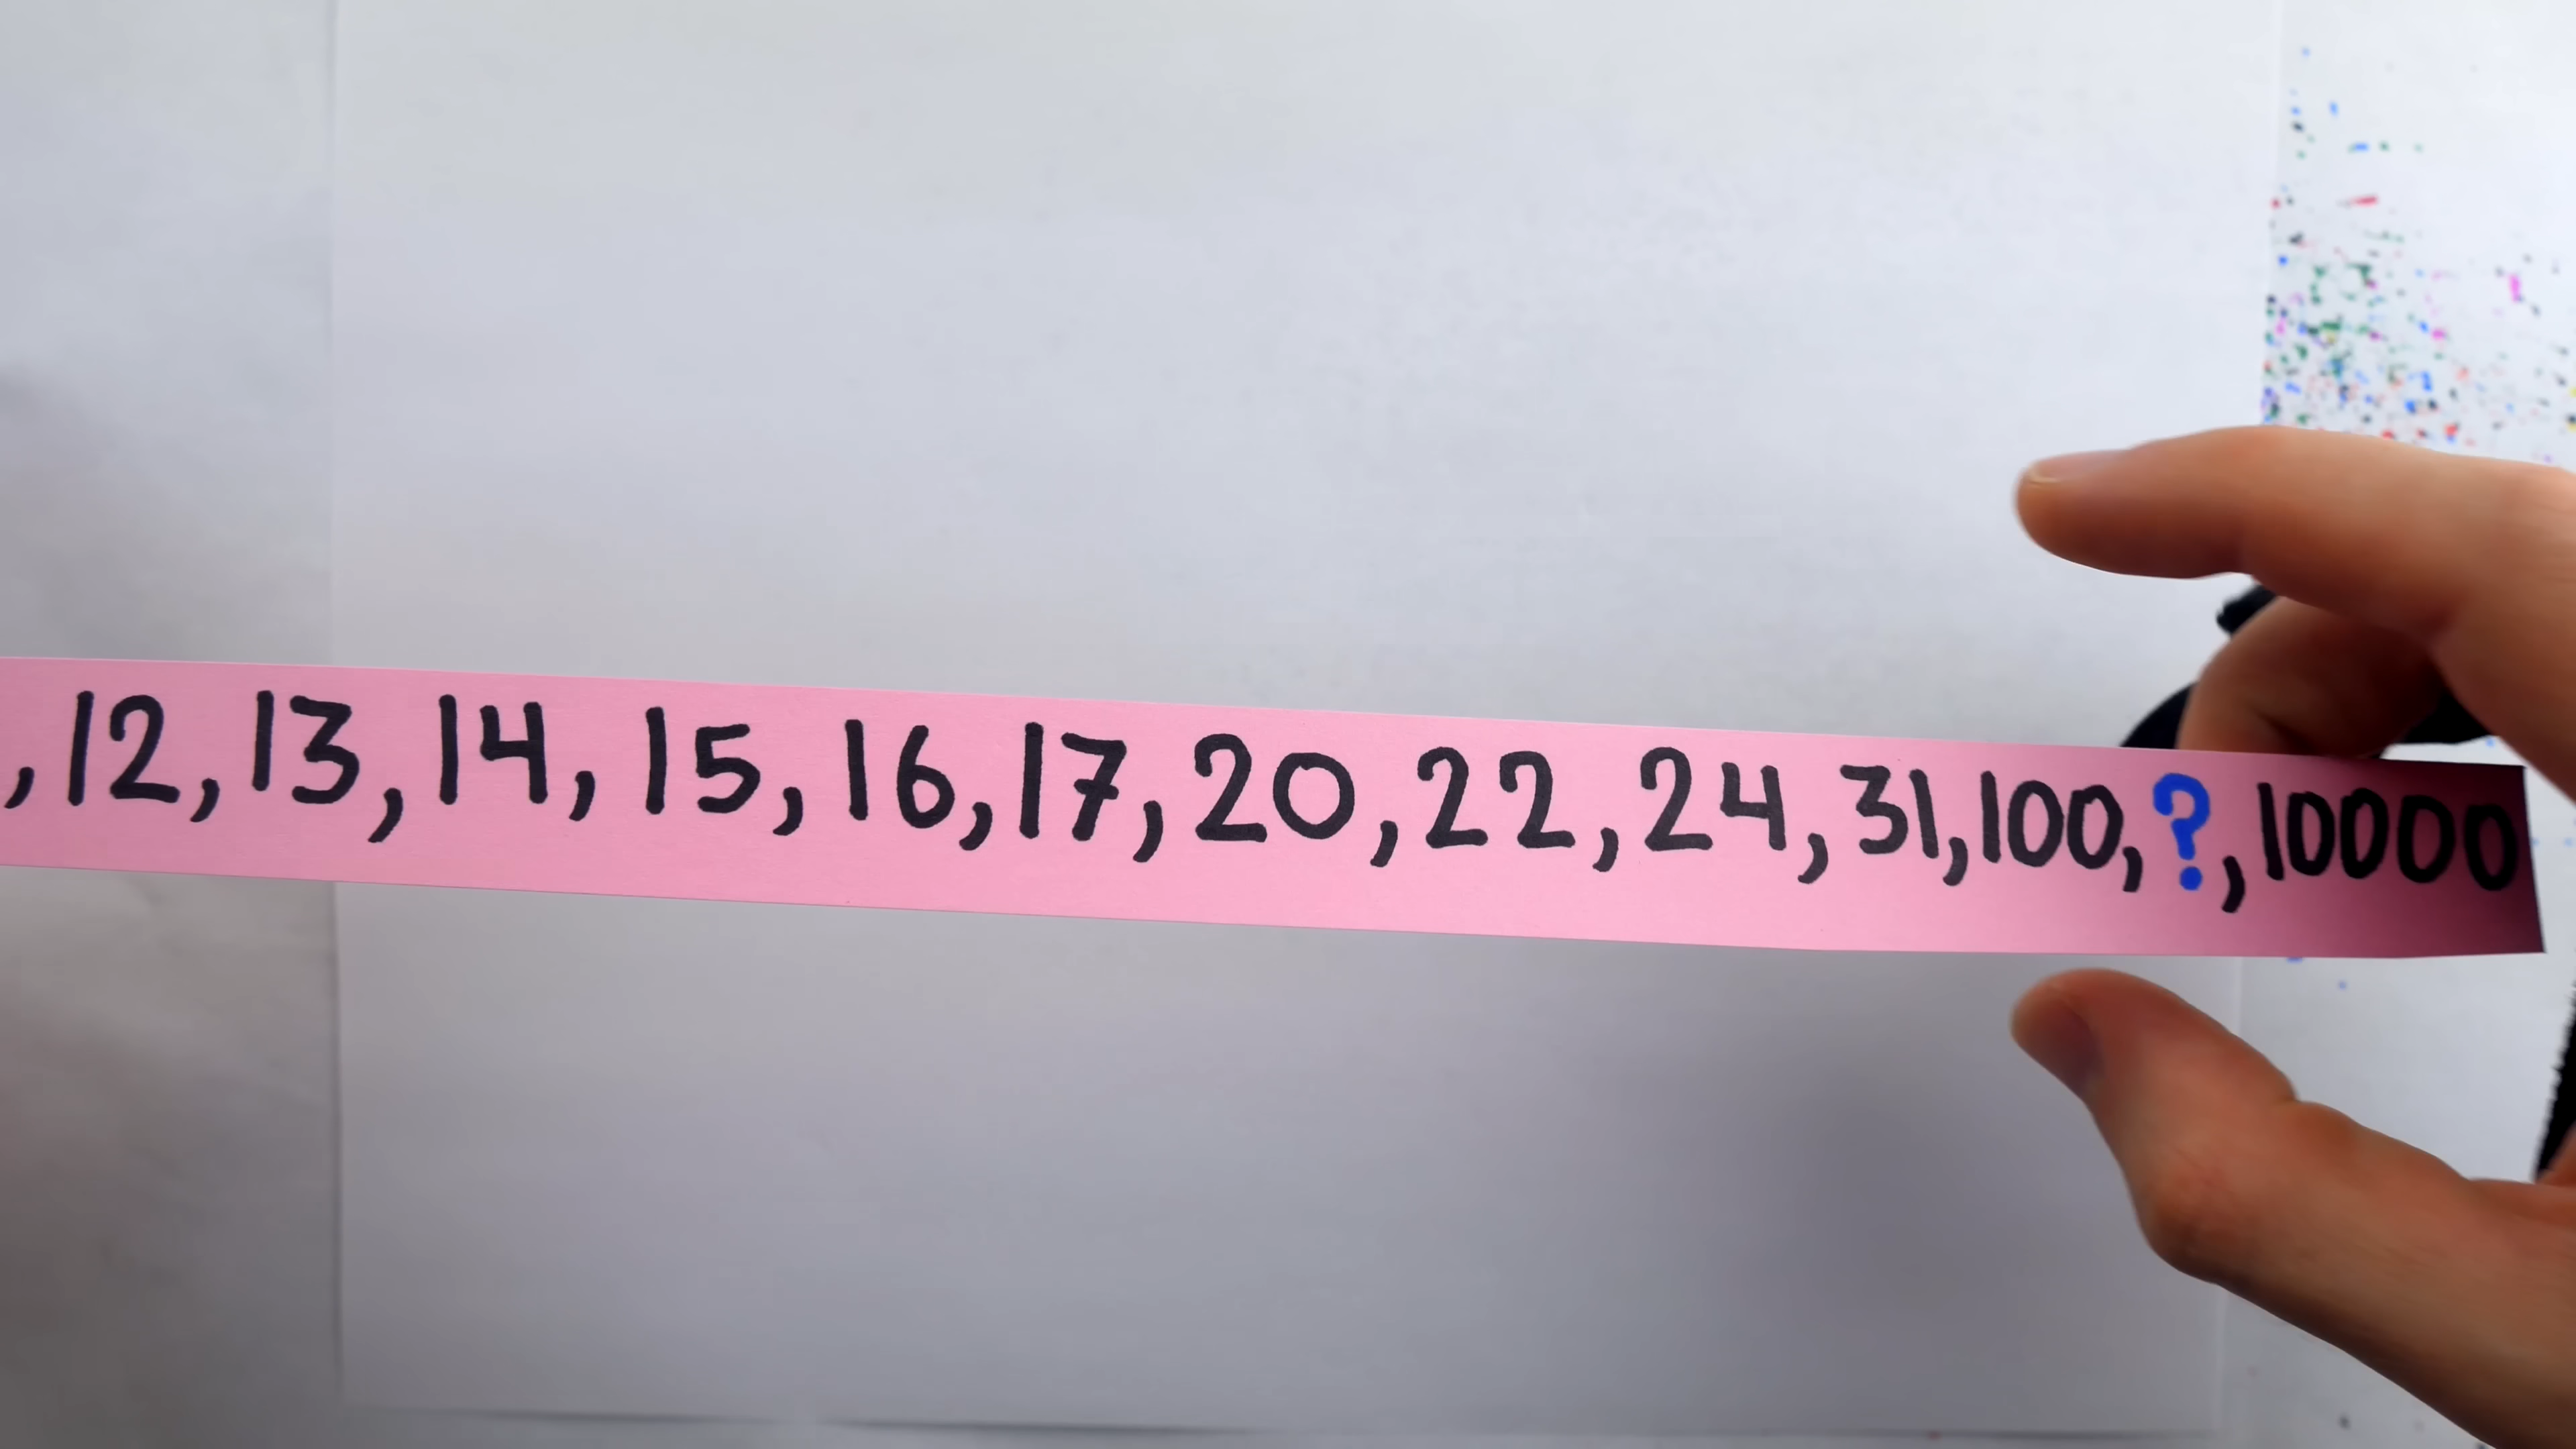 , 12, 13, 14, 15, 16, 17, 20, 22, 24, 31, 100, ?, 10000